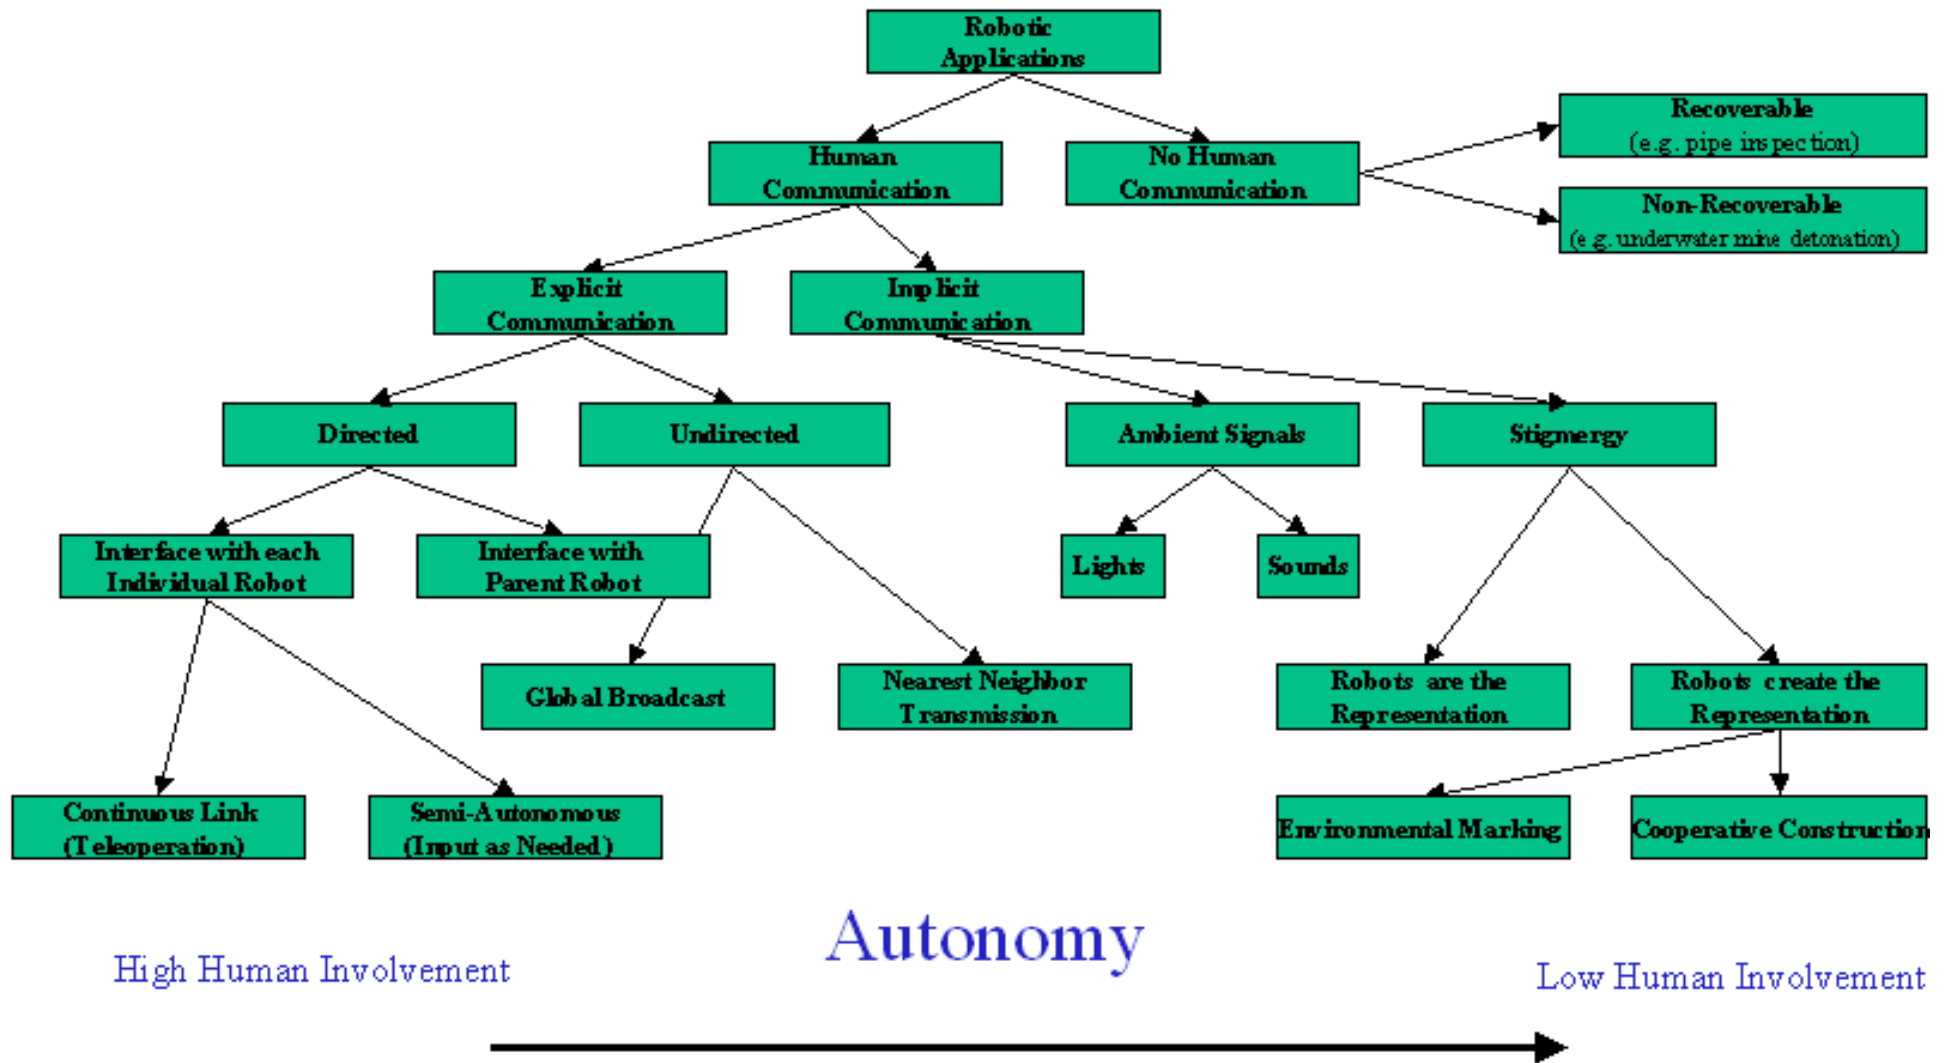 Robotic
Applications
Recoverable
(e.g. pipe inspection)
Human
Communication
No Human
Communication
Non-Recoverable
(e.g. underwater mine detonation)
Explicit
Communication
Implicit
Communication
Directed
Undirected
Ambient Signals
Stigmergy
Interface with each
Individual Robot
Interface with
Parent Robot
Lights
Sounds
Global Broadcast
Nearest Neighbor
Transmission
Robots are the
Representation
Robots create the
Representation
Continuous Link
(Teleoperation)
Semi-Autonomous
(Input as Needed)
Environmental Marking
Cooperative Construction
Autonomy
High Human Involvement
Low Human Involvement